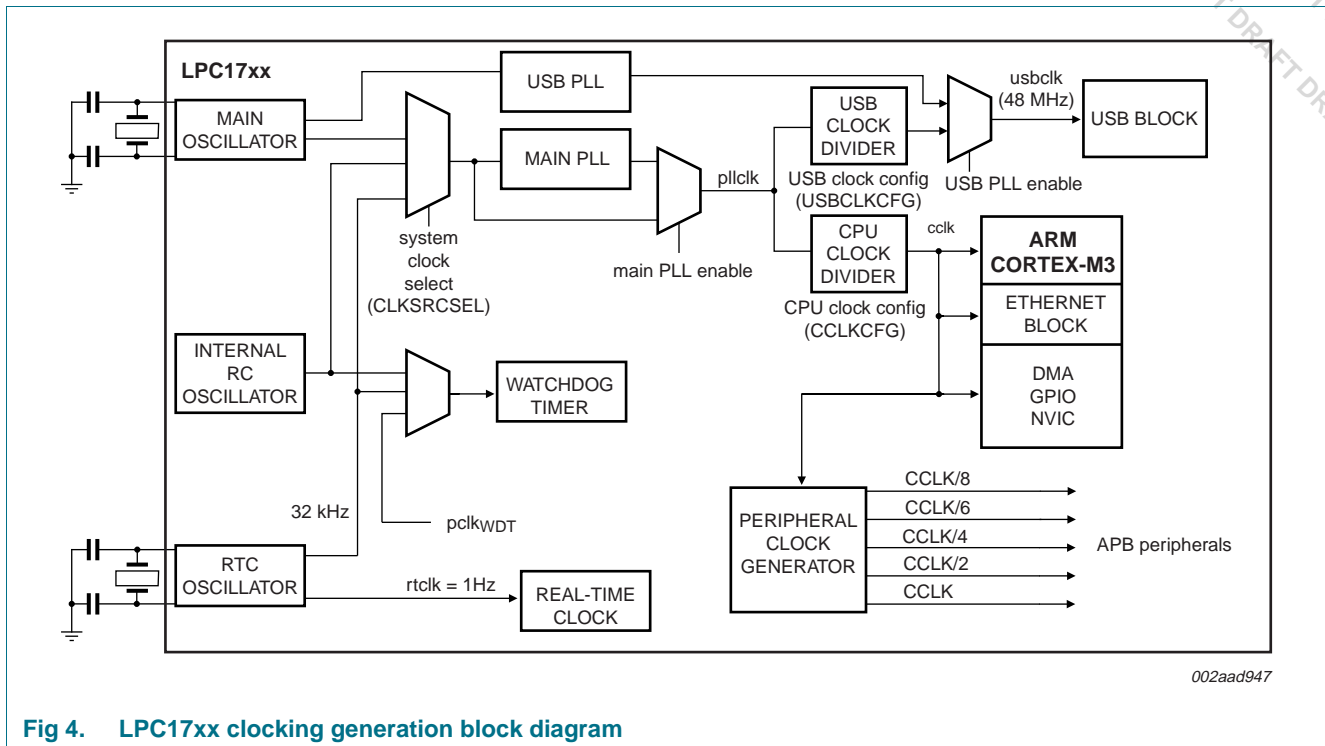 T DRAFT DR
LPC17xx
MAIN
OSCILLATOR
USB PLL
MAIN PLL
system
clock
select
(CLKSRCSEL)
main PLL enable
pllclk
USB
CLOCK
DIVIDER
USB clock config
(USBCLKCFG)
usbclk
(48 MHz)
USB PLL enable
USB BLOCK
CPU
CLOCK
DIVIDER
CPU clock config
(CCLKCFG)
cclk
ARM
CORTEX-M3
ETHERNET
BLOCK
DMA
GPIO
NVIC
INTERNAL
RC
OSCILLATOR
WATCHDOG
TIMER
32 kHz
pclkWDT
RTC
OSCILLATOR
rtclk = 1Hz
REAL-TIME
CLOCK
PERIPHERAL
CLOCK
GENERATOR
CCLK/8
CCLK/6
CCLK/4
CCLK/2
CCLK
APB peripherals
002aad947
Fig 4. LPC17xx clocking generation block diagram